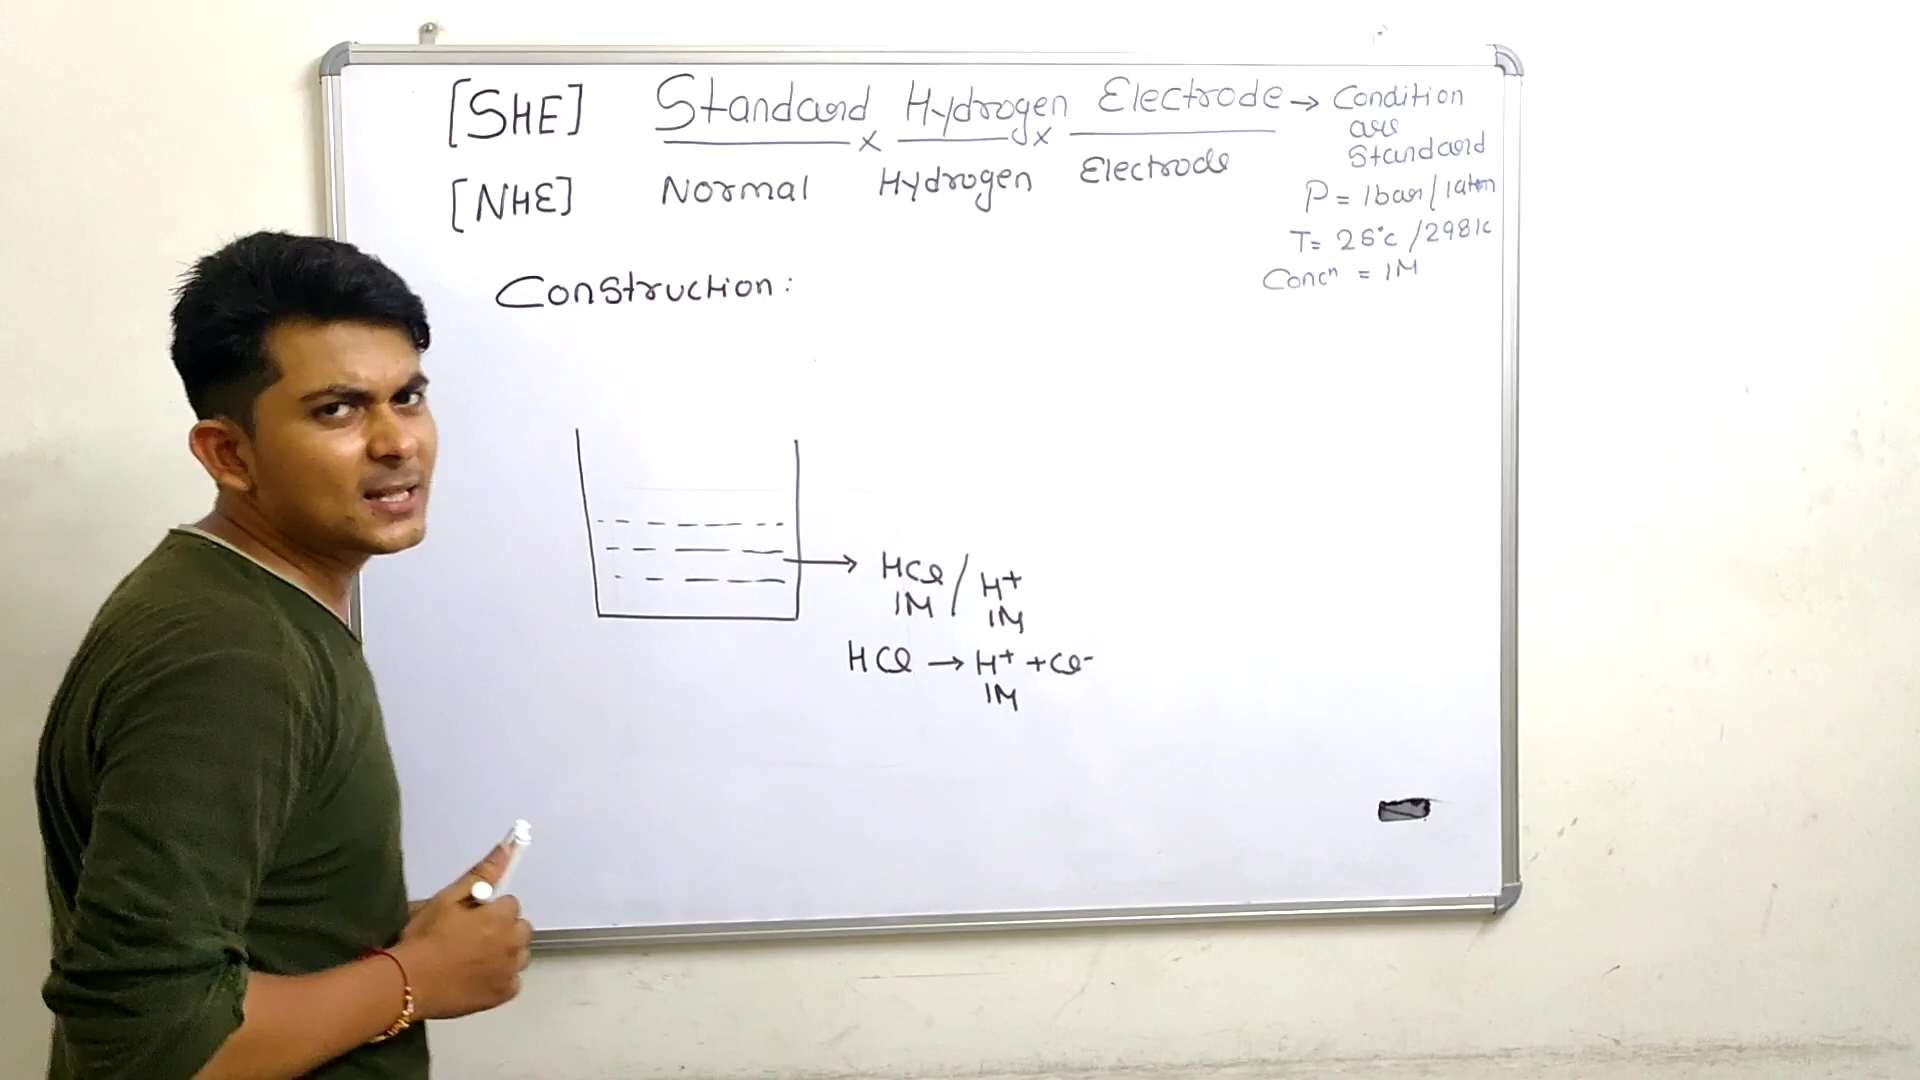 [SHE] Standard Hydrogen Electrode → Condition
are
Standard
[NHE] Normal Hydrogen Electrode
P = 1bar/1atm
T= 25°c /298k
Concⁿ = 1M
Construction:
HCl / H⁺
1M 1M
HCl → H⁺ + Cl⁻
1M